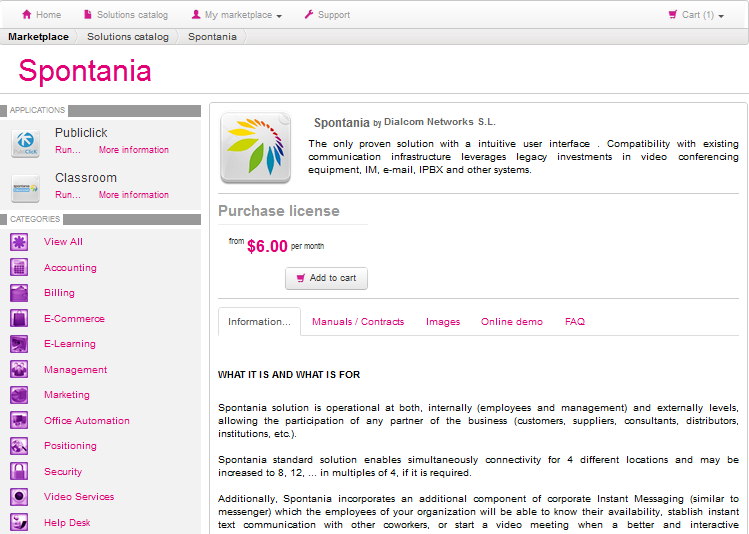 Home Solutions catalog My marketplace Support Cart (1)
Marketplace Solutions catalog Spontania
Spontania
APPLICATIONS
Publiclick
Run... More information
Classroom
Run... More information
CATEGORIES
View All
Accounting
Billing
E-Commerce
E-Learning
Management
Marketing
Office Automation
Positioning
Security
Video Services
Help Desk
Spontania by Dialcom Networks S.L.
The only proven solution with a intuitive user interface . Compatibility with existing
communication infrastructure leverages legacy investments in video conferencing
equipment, IM, e-mail, IPBX and other systems.
Purchase license
from $6.00 per month
Add to cart
Information... Manuals / Contracts Images Online demo FAQ
WHAT IT IS AND WHAT IS FOR
Spontania solution is operational at both, internally (employees and management) and externally levels,
allowing the participation of any partner of the business (customers, suppliers, consultants, distributors,
institutions, etc.).
Spontania standard solution enables simultaneously connectivity for 4 different locations and may be
increased to 8, 12, ... in multiples of 4, if it is required.
Additionally, Spontania incorporates an additional component of corporate Instant Messaging (similar to
messenger) which the employees of your organization will be able to know their availability, stablish instant
text communication with other coworkers, or start a video meeting when a better and interactive